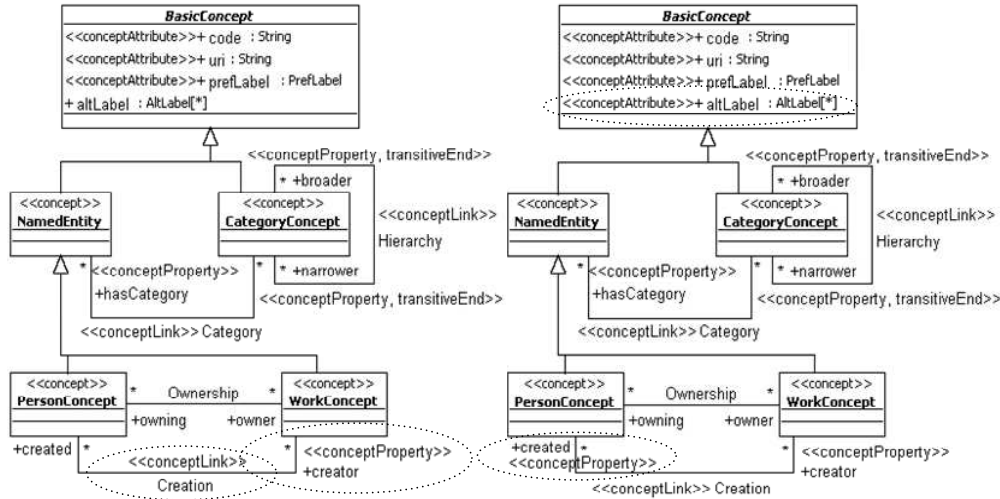 BasicConcept
<<conceptAttribute>>+ code : String
<<conceptAttribute>>+ uri : String
<<conceptAttribute>>+ prefLabel : PrefLabel
+ altLabel : AltLabel[*]
<<conceptProperty, transitiveEnd>>
* +broader
<<concept>>
NamedEntity
<<concept>>
CategoryConcept
<<conceptLink>>
Hierarchy
* +narrower
* *
<<conceptProperty>>
+hasCategory
<<conceptProperty, transitiveEnd>>
<<conceptLink>> Category
<<concept>>
PersonConcept
* Ownership *
+owning +owner
<<concept>>
WorkConcept
+created * *
<<conceptLink>>
Creation
<<conceptProperty>>
+creator
BasicConcept
<<conceptAttribute>>+ code : String
<<conceptAttribute>>+ uri : String
<<conceptAttribute>>+ prefLabel : PrefLabel
<<conceptAttribute>>+ altLabel : AltLabel[*]
<<conceptProperty, transitiveEnd>>
* +broader
<<concept>>
NamedEntity
<<concept>>
CategoryConcept
<<conceptLink>>
Hierarchy
* +narrower
* *
<<conceptProperty>>
+hasCategory
<<conceptProperty, transitiveEnd>>
<<conceptLink>> Category
<<concept>>
PersonConcept
* Ownership *
+owning +owner
<<concept>>
WorkConcept
+created * *
<<conceptProperty>>
<<conceptProperty>>
+creator
<<conceptLink>> Creation